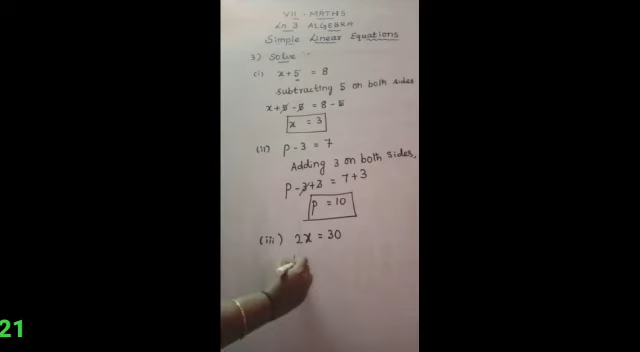 VII - MATHS
Ln 3 ALGEBRA
Simple Linear Equations
3) Solve :-
(i) x + 5 = 8
Subtracting 5 on both sides
x + 5 - 5 = 8 - 5
x = 3
(ii) p - 3 = 7
Adding 3 on both sides,
p - 3 + 3 = 7 + 3
p = 10
(iii) 2x = 30
21